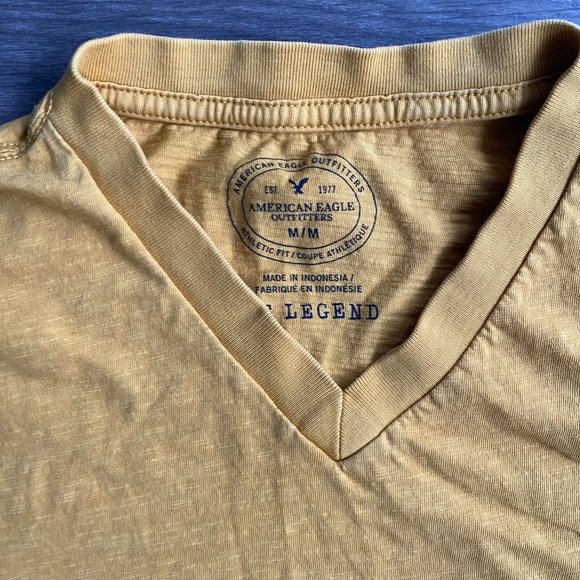 AMERICAN EAGLE OUTFITTERS
EST 1977
AMERICAN EAGLE
OUTFITTERS
M/M
ATHLETIC FIT/COUPE ATHLÉTIQUE
MADE IN INDONESIA/
FABRIQUÉ EN INDONÉSIE
LEGEND